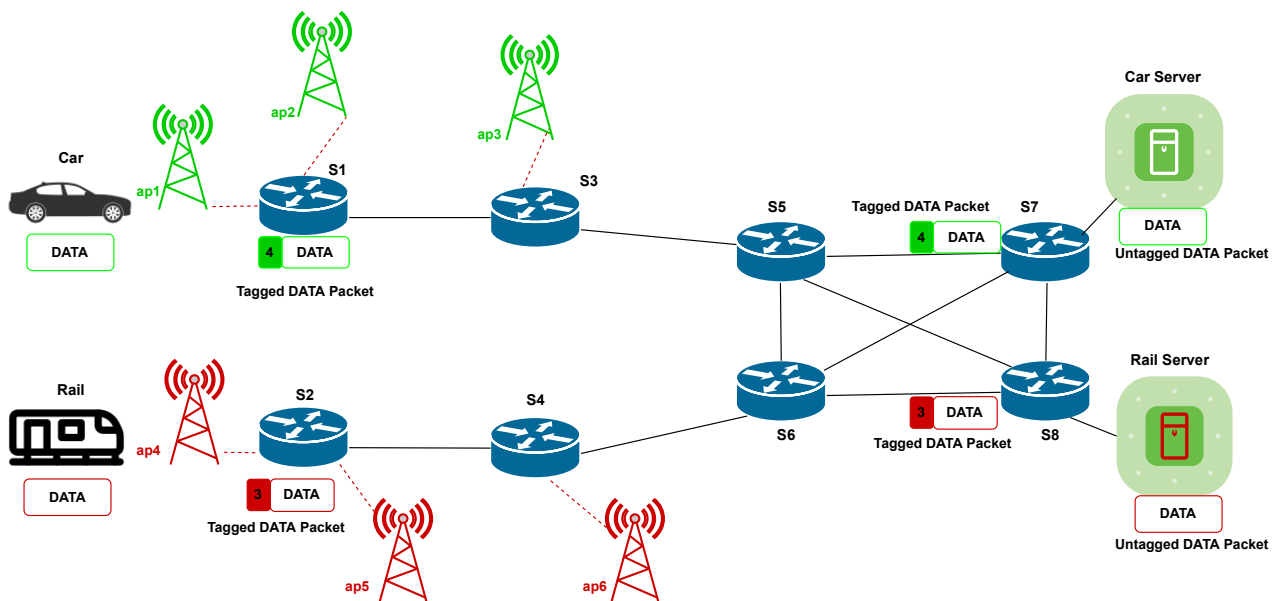 Car Server
ap2
ap3
Car
S1
S3
ap1
Tagged DATA Packet
S5
S7
DATA
4 DATA
4 DATA
DATA
Untagged DATA Packet
Tagged DATA Packet
Rail
S2
S4
Rail Server
ap4
S6
3 DATA
S8
Tagged DATA Packet
DATA
3 DATA
DATA
Tagged DATA Packet
Untagged DATA Packet
ap5
ap6